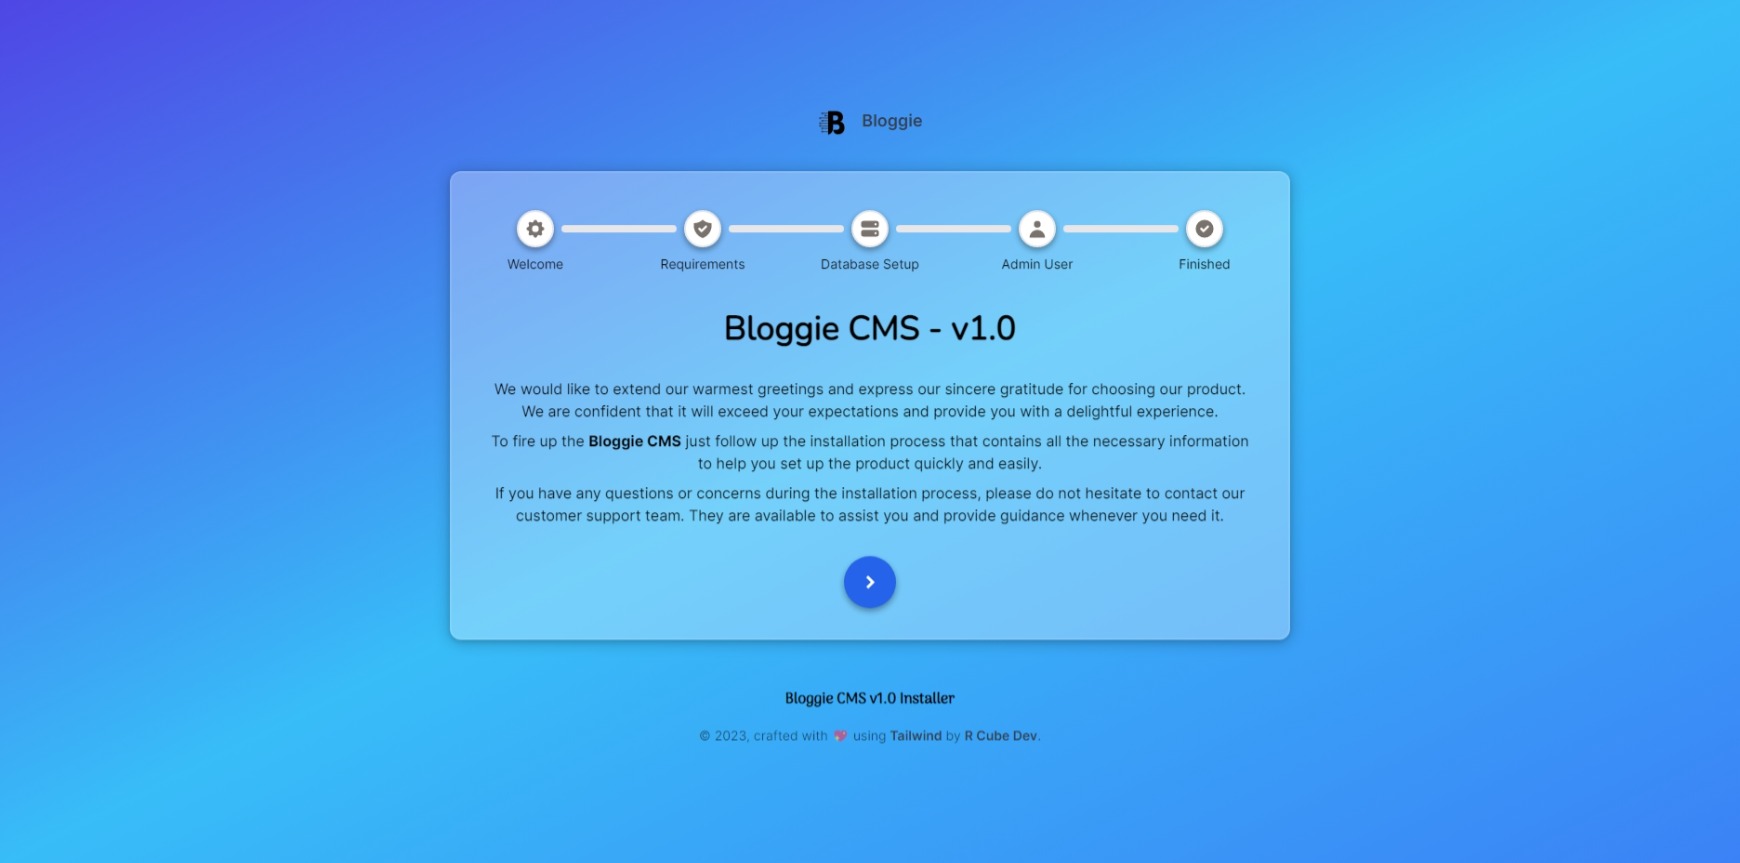 Bloggie
Welcome
Requirements
Database Setup
Admin User
Finished
Bloggie CMS - v1.0
We would like to extend our warmest greetings and express our sincere gratitude for choosing our product.
We are confident that it will exceed your expectations and provide you with a delightful experience.
To fire up the Bloggie CMS just follow up the installation process that contains all the necessary information
to help you set up the product quickly and easily.
If you have any questions or concerns during the installation process, please do not hesitate to contact our
customer support team. They are available to assist you and provide guidance whenever you need it.
Bloggie CMS v1.0 Installer
© 2023, crafted with 💖 using Tailwind by R Cube Dev.